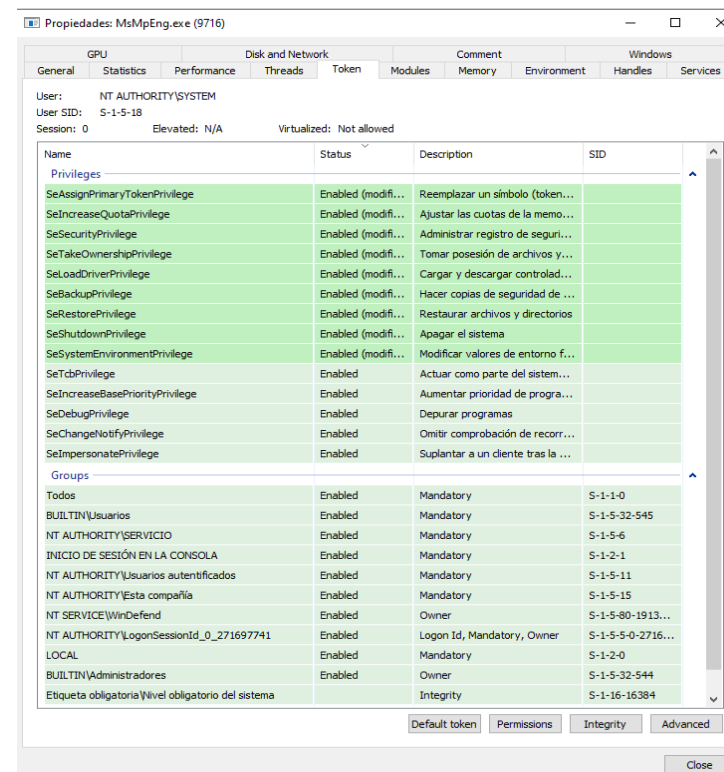 Propiedades: MsMpEng.exe (9716)
GPU Disk and Network Comment Windows
General Statistics Performance Threads Token Modules Memory Environment Handles Services
User: NT AUTHORITY\SYSTEM
User SID: S-1-5-18
Session: 0 Elevated: N/A Virtualized: Not allowed
Name Status Description SID
Privileges
SeAssignPrimaryTokenPrivilege Enabled (modifi... Reemplazar un símbolo (token...
SeIncreaseQuotaPrivilege Enabled (modifi... Ajustar las cuotas de la memo...
SeSecurityPrivilege Enabled (modifi... Administrar registro de seguri...
SeTakeOwnershipPrivilege Enabled (modifi... Tomar posesión de archivos y...
SeLoadDriverPrivilege Enabled (modifi... Cargar y descargar controlad...
SeBackupPrivilege Enabled (modifi... Hacer copias de seguridad de ...
SeRestorePrivilege Enabled (modifi... Restaurar archivos y directorios
SeShutdownPrivilege Enabled (modifi... Apagar el sistema
SeSystemEnvironmentPrivilege Enabled (modifi... Modificar valores de entorno f...
SeTcbPrivilege Enabled Actuar como parte del sistem...
SeIncreaseBasePriorityPrivilege Enabled Aumentar prioridad de progra...
SeDebugPrivilege Enabled Depurar programas
SeChangeNotifyPrivilege Enabled Omitir comprobación de recorr...
SeImpersonatePrivilege Enabled Suplantar a un cliente tras la ...
Groups
Todos Enabled Mandatory S-1-1-0
BUILTIN\Usuarios Enabled Mandatory S-1-5-32-545
NT AUTHORITY\SERVICIO Enabled Mandatory S-1-5-6
INICIO DE SESIÓN EN LA CONSOLA Enabled Mandatory S-1-2-1
NT AUTHORITY\Usuarios autentificados Enabled Mandatory S-1-5-11
NT AUTHORITY\Esta compañía Enabled Mandatory S-1-5-15
NT SERVICE\WinDefend Enabled Owner S-1-5-80-1913...
NT AUTHORITY\LogonSessionId_0_271697741 Enabled Logon Id, Mandatory, Owner S-1-5-5-0-2716...
LOCAL Enabled Mandatory S-1-2-0
BUILTIN\Administradores Enabled Owner S-1-5-32-544
Etiqueta obligatoria\Nivel obligatorio del sistema Integrity S-1-16-16384
Default token Permissions Integrity Advanced
Close